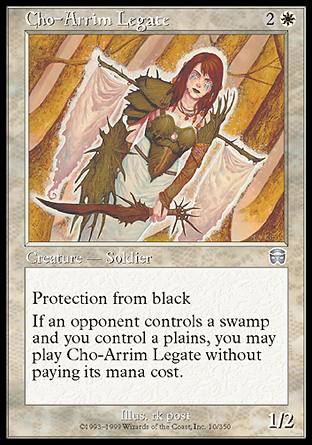 Cho-Arrim Legate 2
Creature — Soldier
Protection from black
If an opponent controls a swamp
and you control a plains, you may
play Cho-Arrim Legate without
paying its mana cost.
Illus. rk post
©1993–1999 Wizards of the Coast, Inc. 10/350
1/2